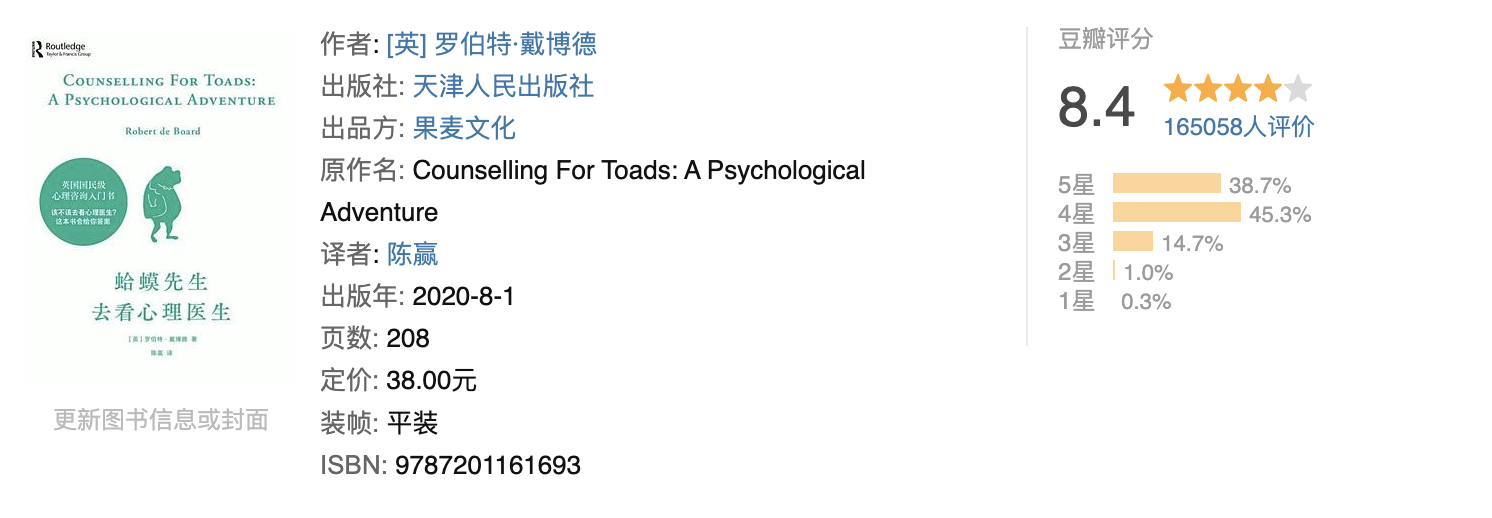 Routledge
Taylor & Francis Group
COUNSELLING FOR TOADS:
A PSYCHOLOGICAL ADVENTURE
Robert de Board
英国国民级
心理咨询入门书
该不该去看心理医生?
这本书会给你答案
蛤蟆先生
去看心理医生
[英] 罗伯特·戴博德 著
陈赢 译
更新图书信息或封面
作者: [英] 罗伯特·戴博德
出版社: 天津人民出版社
出品方: 果麦文化
原作名: Counselling For Toads: A Psychological
Adventure
译者: 陈赢
出版年: 2020-8-1
页数: 208
定价: 38.00元
装帧: 平装
ISBN: 9787201161693
豆瓣评分
8.4
165058人评价
5星 38.7%
4星 45.3%
3星 14.7%
2星 1.0%
1星 0.3%